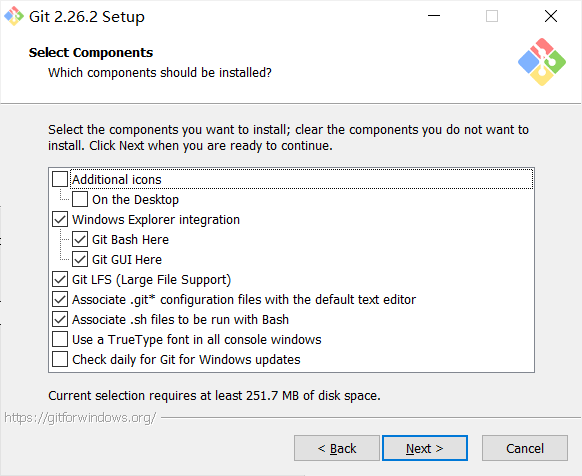 Git 2.26.2 Setup
Select Components
Which components should be installed?
Select the components you want to install; clear the components you do not want to
install. Click Next when you are ready to continue.
Additional icons
On the Desktop
Windows Explorer integration
Git Bash Here
Git GUI Here
Git LFS (Large File Support)
Associate .git* configuration files with the default text editor
Associate .sh files to be run with Bash
Use a TrueType font in all console windows
Check daily for Git for Windows updates
Current selection requires at least 251.7 MB of disk space.
https://gitforwindows.org/
< Back
Next >
Cancel